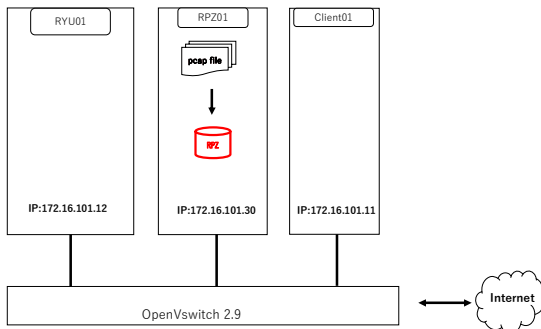 RYU01
RPZ01
Client01
pcap file
RPZ
IP:172.16.101.12
IP:172.16.101.30
IP:172.16.101.11
OpenVswitch 2.9
Internet